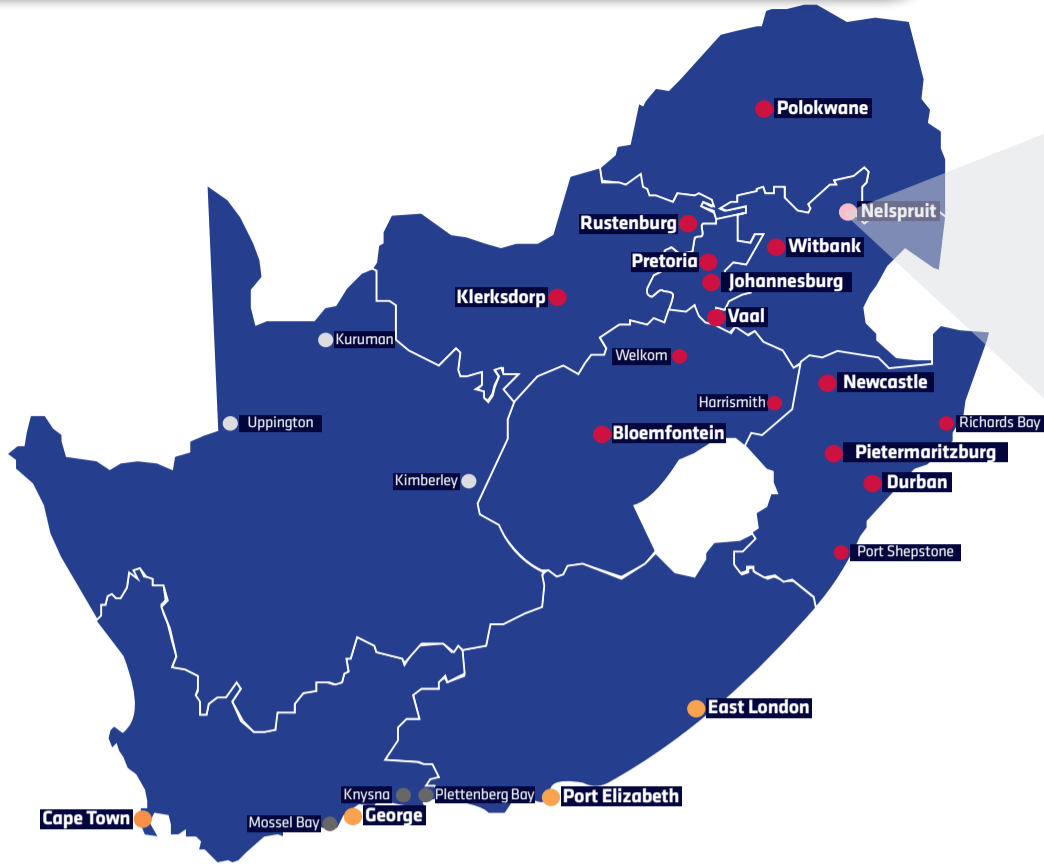 Polokwane
Nelspruit
Rustenburg
Witbank
Pretoria
Johannesburg
Klerksdorp
Vaal
Kuruman
Welkom
Newcastle
Harrismith
Uppington
Richards Bay
Bloemfontein
Pietermaritzburg
Kimberley
Durban
Port Shepstone
East London
Knysna
Plettenberg Bay
Port Elizabeth
Cape Town
Mossel Bay
George